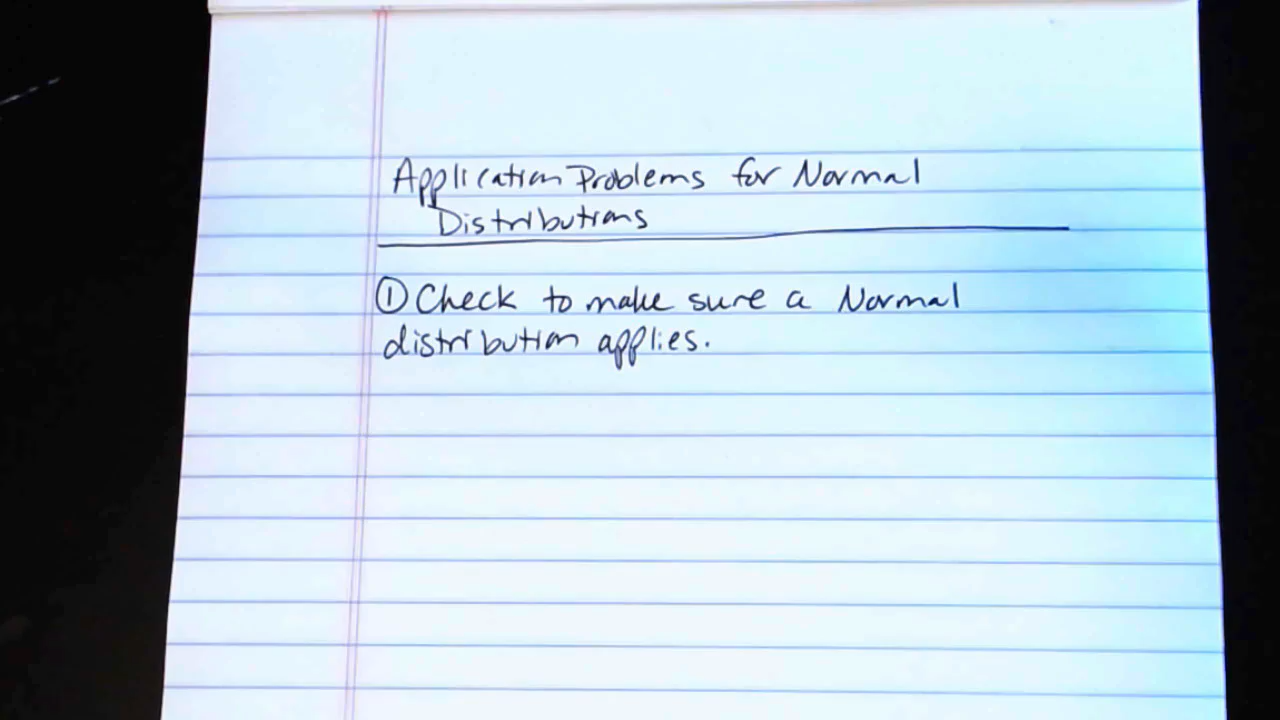 Application Problems for Normal
Distributions
① Check to make sure a Normal
distribution applies.